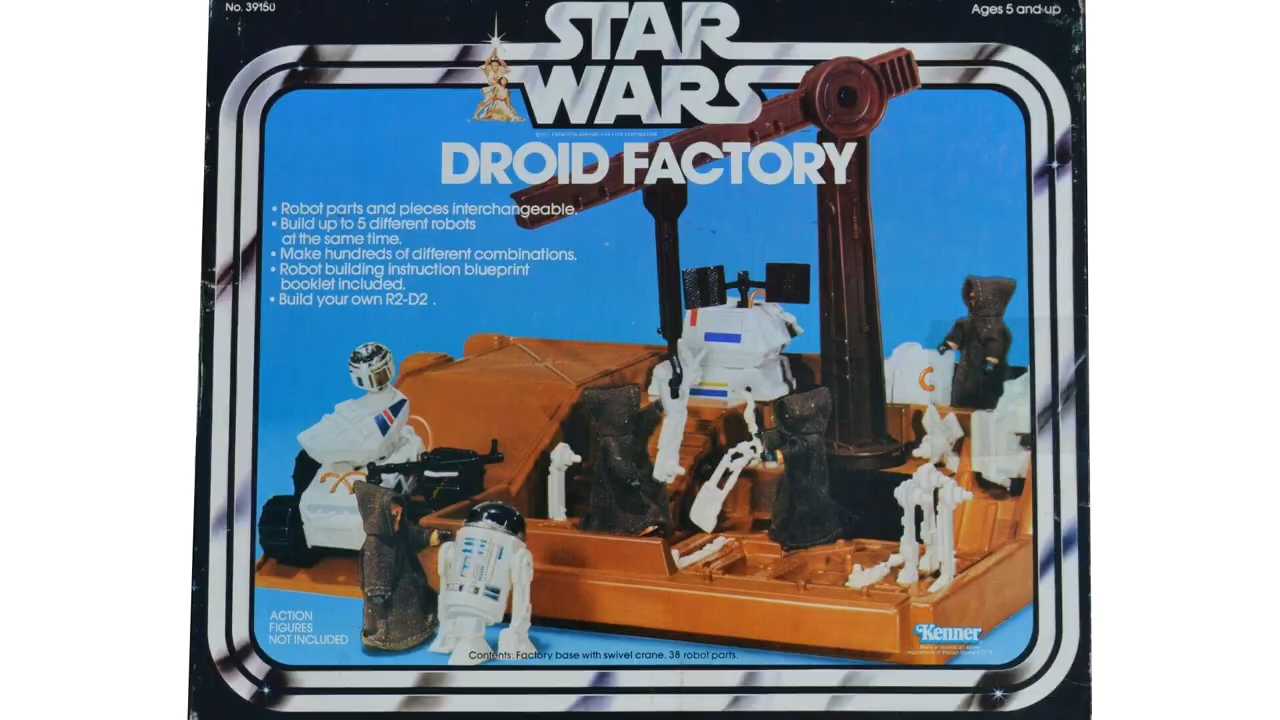 No. 39150
Ages 5 and up
STAR
WARS
DROID FACTORY
• Robot parts and pieces interchangeable.
• Build up to 5 different robots
at the same time.
• Make hundreds of different combinations.
• Robot building instruction blueprint
booklet included.
• Build your own R2-D2 .
ACTION
FIGURES
NOT INCLUDED
Kenner
Contents: Factory base with swivel crane, 38 robot parts.